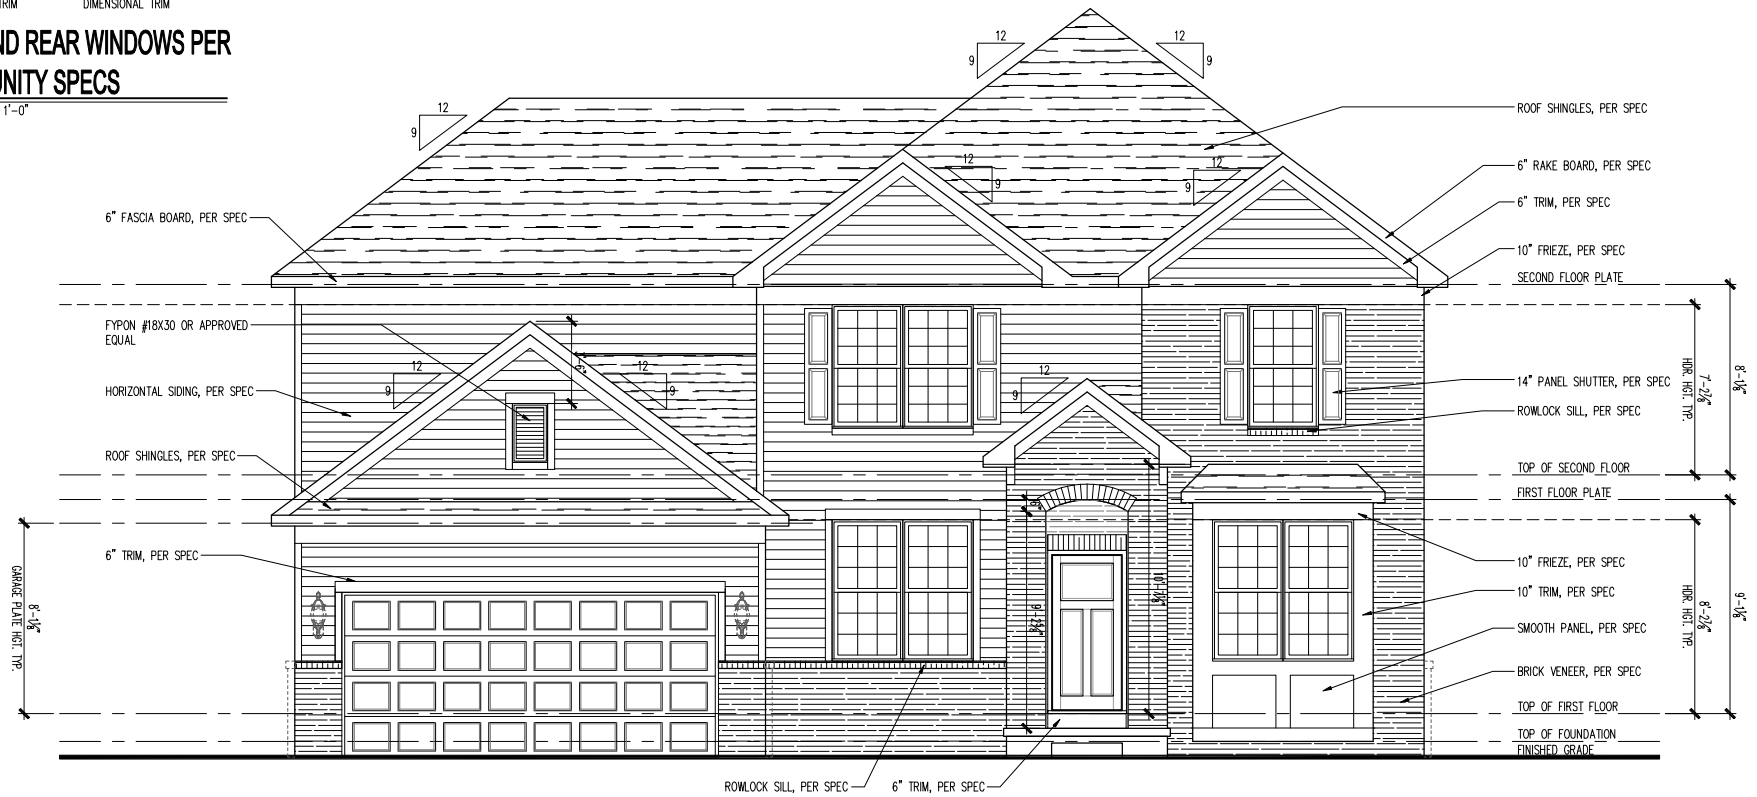 TRIM
DIMENSIONAL TRIM
ND REAR WINDOWS PER
UNITY SPECS
1'-0"
12
9
12
9
12
9
12
9
12
9
12
9
12
9
12
9
6" FASCIA BOARD, PER SPEC
FYPON #18X30 OR APPROVED
EQUAL
HORIZONTAL SIDING, PER SPEC
ROOF SHINGLES, PER SPEC
6" TRIM, PER SPEC
GARAGE PLATE HGT. TYP.
8'-1⅛"
9'-2⅝"
10'-1⅛"
ROOF SHINGLES, PER SPEC
6" RAKE BOARD, PER SPEC
6" TRIM, PER SPEC
10" FRIEZE, PER SPEC
SECOND FLOOR PLATE
14" PANEL SHUTTER, PER SPEC
ROWLOCK SILL, PER SPEC
HDR. HGT. TYP.
7'-2⅞"
8'-1⅛"
TOP OF SECOND FLOOR
FIRST FLOOR PLATE
10" FRIEZE, PER SPEC
10" TRIM, PER SPEC
SMOOTH PANEL, PER SPEC
BRICK VENEER, PER SPEC
HDR. HGT. TYP.
8'-2⅞"
9'-1⅛"
TOP OF FIRST FLOOR
TOP OF FOUNDATION
FINISHED GRADE
ROWLOCK SILL, PER SPEC
6" TRIM, PER SPEC